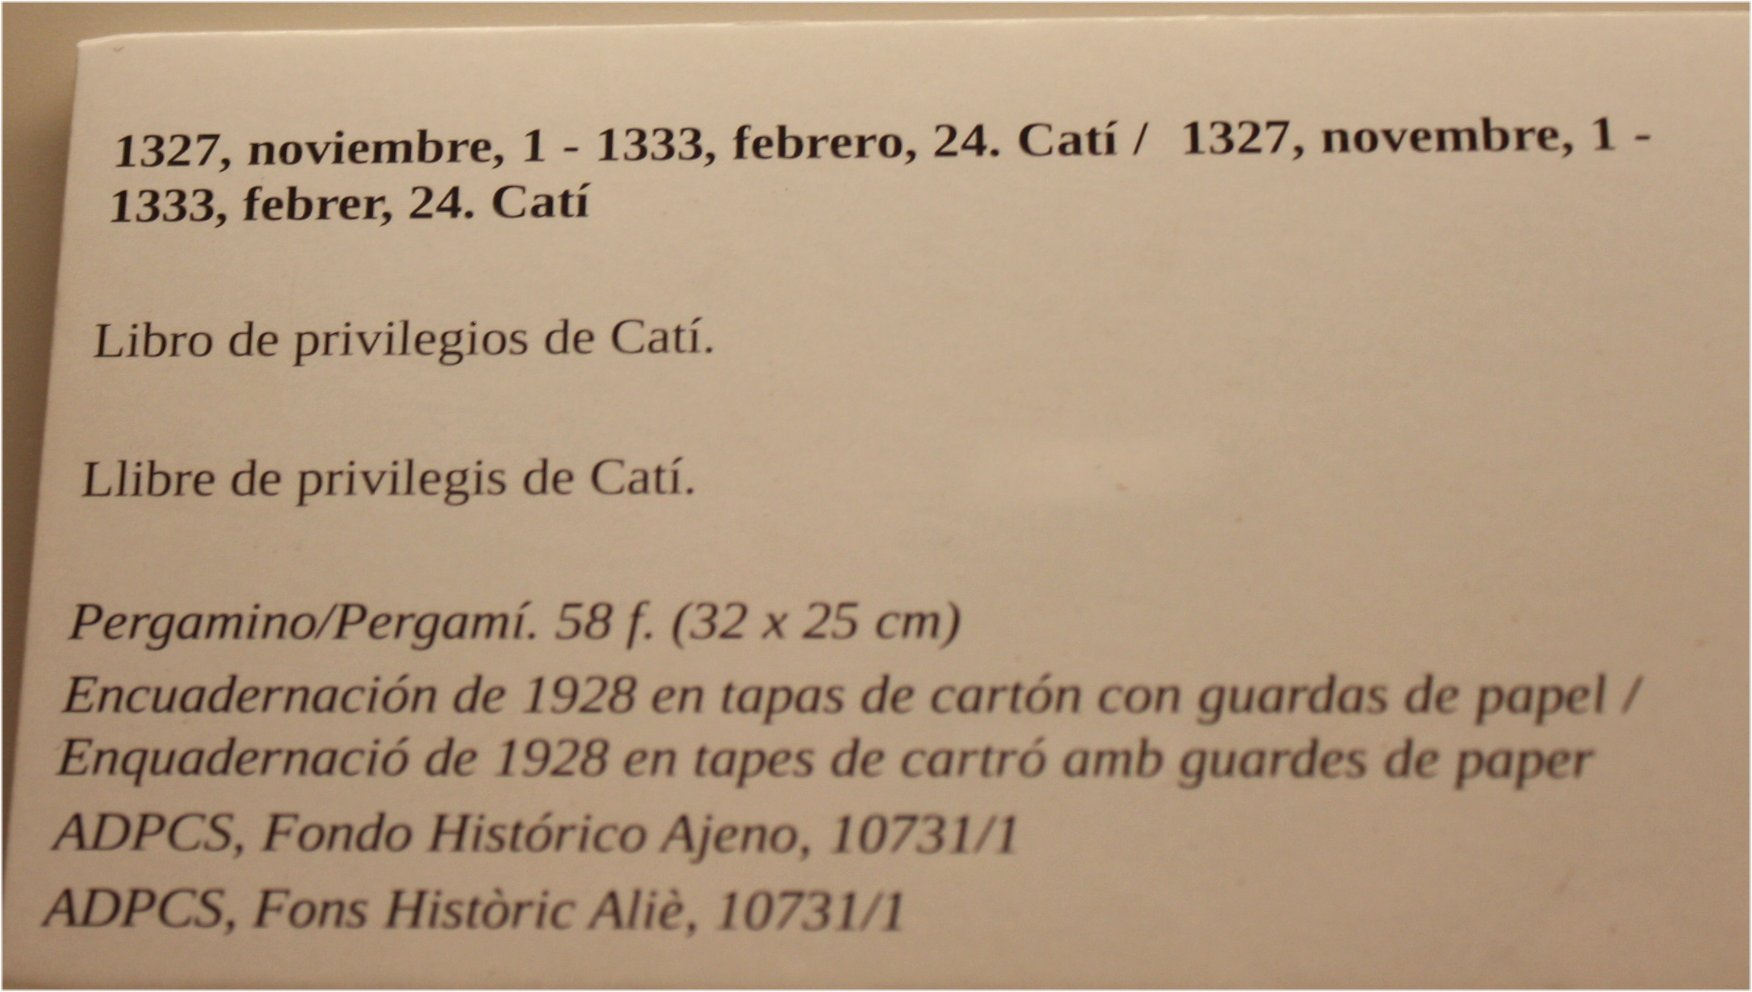 1327, noviembre, 1 - 1333, febrero, 24. Catí / 1327, novembre, 1 -
1333, febrer, 24. Catí
Libro de privilegios de Catí.
Llibre de privilegis de Catí.
Pergamino/Pergamí. 58 f. (32 x 25 cm)
Encuadernación de 1928 en tapas de cartón con guardas de papel /
Enquadernació de 1928 en tapes de cartró amb guardes de paper
ADPCS, Fondo Histórico Ajeno, 10731/1
ADPCS, Fons Històric Aliè, 10731/1